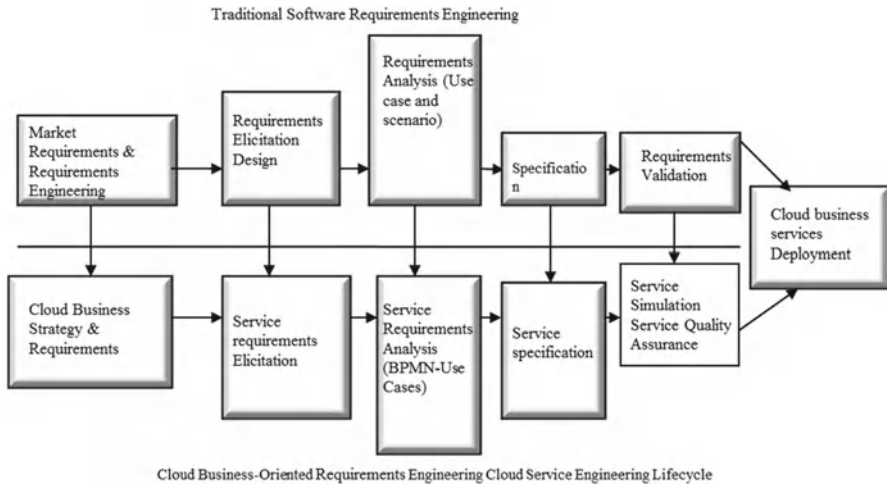 Traditional Software Requirements Engineering
Market
Requirements &
Requirements
Engineering
Requirements
Elicitation
Design
Requirements
Analysis (Use
case and
scenario)
Specificatio
n
Requirements
Validation
Cloud business
services
Deployment
Cloud Business
Strategy &
Requirements
Service
requirements
Elicitation
Service
Requirements
Analysis
(BPMN-Use
Cases)
Service
specification
Service
Simulation
Service Quality
Assurance
Cloud Business-Oriented Requirements Engineering Cloud Service Engineering Lifecycle